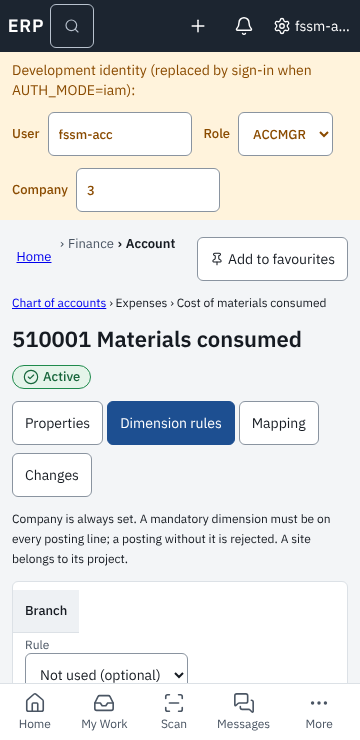 ERP
fssm-a...
Development identity (replaced by sign-in when
AUTH_MODE=iam):
User
fssm-acc
Role
ACCMGR
Company
3
Home › Finance › Account
Add to favourites
Chart of accounts › Expenses › Cost of materials consumed
510001 Materials consumed
Active
Properties
Dimension rules
Mapping
Changes
Company is always set. A mandatory dimension must be on
every posting line; a posting without it is rejected. A site
belongs to its project.
Branch
Rule
Not used (optional)
Home
My Work
Scan
Messages
More